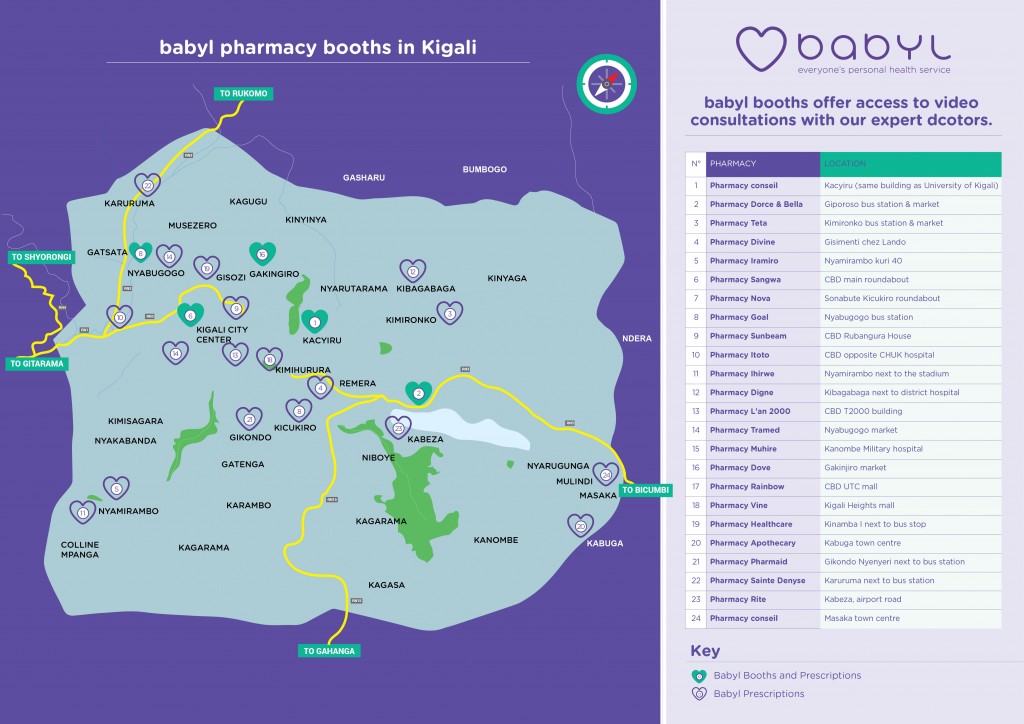 babyl pharmacy booths in Kigali
TO RUKOMO
GASHARU
BUMBOGO
22
KARURUMA
KAGUGU
KINYINYA
MUSEZERO
TO SHYORONGI
GATSATA
8
14
16
19
NYABUGOGO
GISOZI
GAKINGIRO
12
KINYAGA
NYARUTARAMA
KIBAGABAGA
10
6
9
1
3
KIMIRONKO
KIGALI CITY
CENTER
KACYIRU
NDERA
14
13
18
TO GITARAMA
KIMIHURURA
REMERA
4
2
8
21
KIMISAGARA
KICUKIRO
23
GIKONDO
KABEZA
NYAKABANDA
NIBOYE
GATENGA
NYARUGUNGA
24
MULINDI
MASAKA
TO BICUMBI
5
KARAMBO
11
NYAMIRAMBO
KAGARAMA
20
COLLINE
MPANGA
KAGARAMA
KANOMBE
KABUGA
KAGASA
TO GAHANGA
babyl
everyone's personal health service
babyl booths offer access to video
consultations with our expert dcotors.
N° PHARMACY LOCATION
1 Pharmacy conseil Kacyiru (same building as University of Kigali)
2 Pharmacy Dorce & Bella Giporoso bus station & market
3 Pharmacy Teta Kimironko bus station & market
4 Pharmacy Divine Gisimenti chez Lando
5 Pharmacy Iramiro Nyamirambo kuri 40
6 Pharmacy Sangwa CBD main roundabout
7 Pharmacy Nova Sonabute Kicukiro roundabout
8 Pharmacy Goal Nyabugogo bus station
9 Pharmacy Sunbeam CBD Rubangura House
10 Pharmacy Itoto CBD opposite CHUK hospital
11 Pharmacy Ihirwe Nyamirambo next to the stadium
12 Pharmacy Digne Kibagabaga next to district hospital
13 Pharmacy L'an 2000 CBD T2000 building
14 Pharmacy Tramed Nyabugogo market
15 Pharmacy Muhire Kanombe Military hospital
16 Pharmacy Dove Gakinjiro market
17 Pharmacy Rainbow CBD UTC mall
18 Pharmacy Vine Kigali Heights mall
19 Pharmacy Healthcare Kinamba I next to bus stop
20 Pharmacy Apothecary Kabuga town centre
21 Pharmacy Pharmaid Gikondo Nyenyeri next to bus station
22 Pharmacy Sainte Denyse Karuruma next to bus station
23 Pharmacy Rite Kabeza, airport road
24 Pharmacy conseil Masaka town centre
Key
Babyl Booths and Prescriptions
Babyl Prescriptions